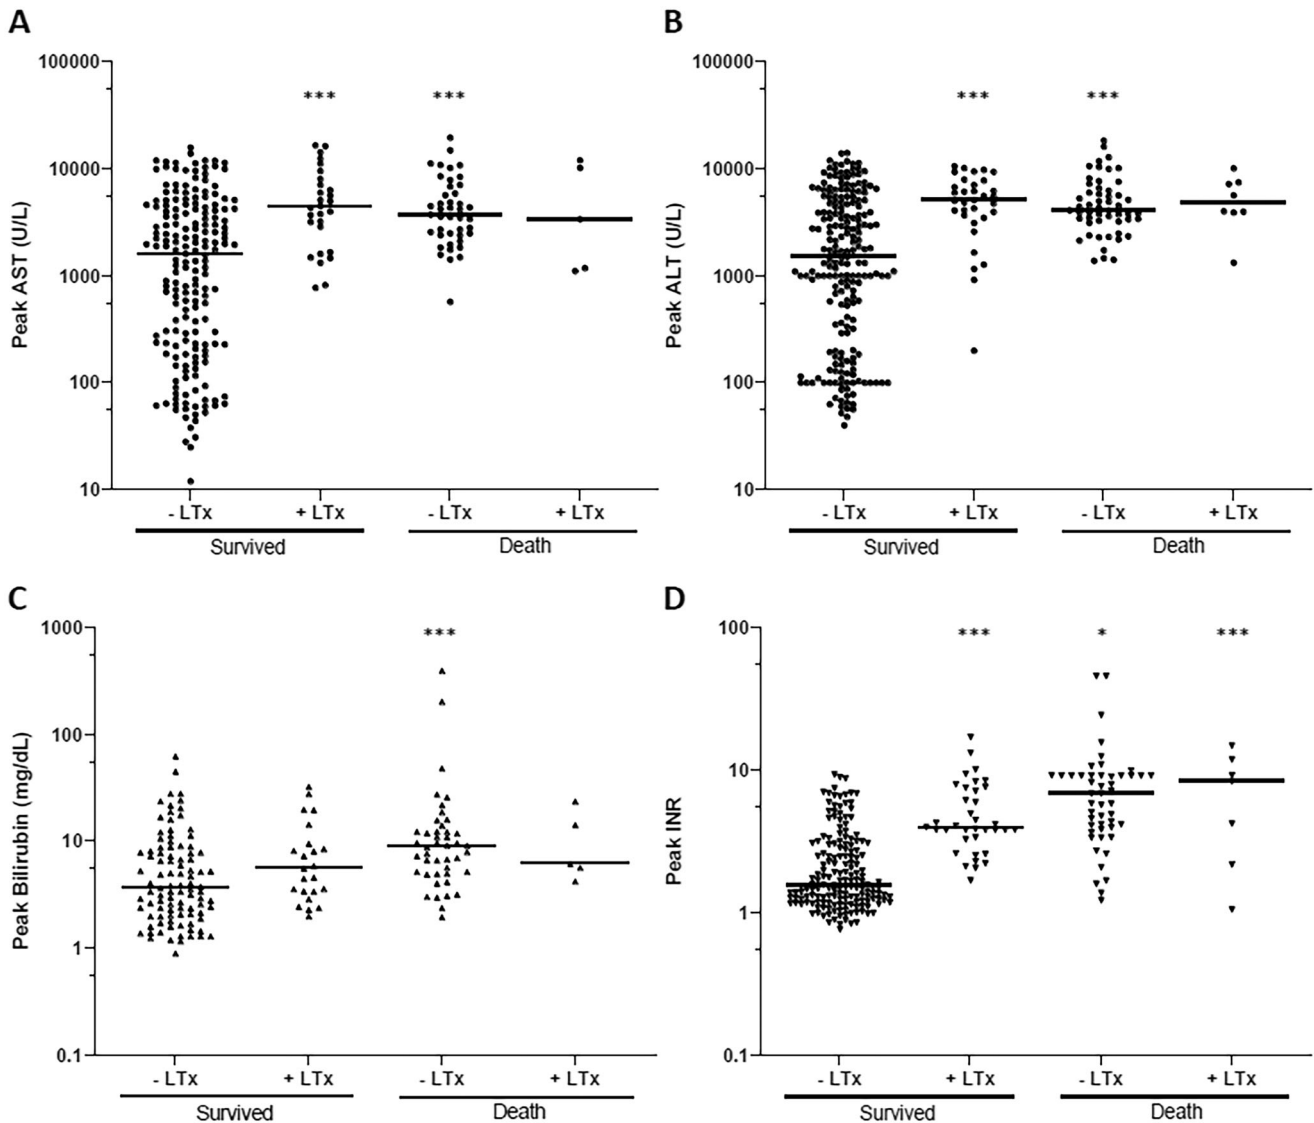 A
Peak AST (U/L)
100000
10000
1000
100
10
*** ***
- LTx + LTx - LTx + LTx
Survived Death
B
Peak ALT (U/L)
100000
10000
1000
100
10
*** ***
- LTx + LTx - LTx + LTx
Survived Death
C
Peak Bilirubin (mg/dL)
1000
100
10
1
0.1
***
- LTx + LTx - LTx + LTx
Survived Death
D
Peak INR
100
10
1
0.1
*** * ***
- LTx + LTx - LTx + LTx
Survived Death